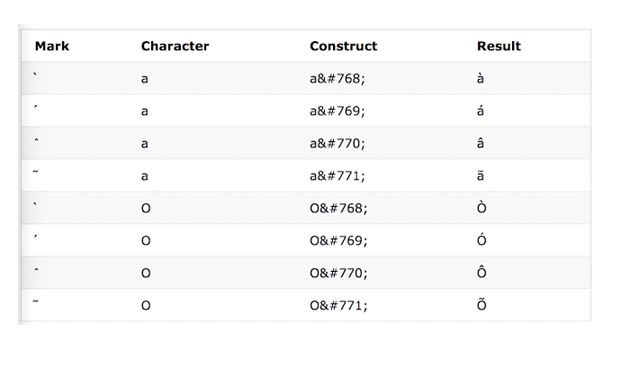 Mark Character Construct Result
̀ a a&#768; à
́ a a&#769; á
̂ a a&#770; â
̃ a a&#771; ã
̀ O O&#768; Ò
́ O O&#769; Ó
̂ O O&#770; Ô
̃ O O&#771; Õ